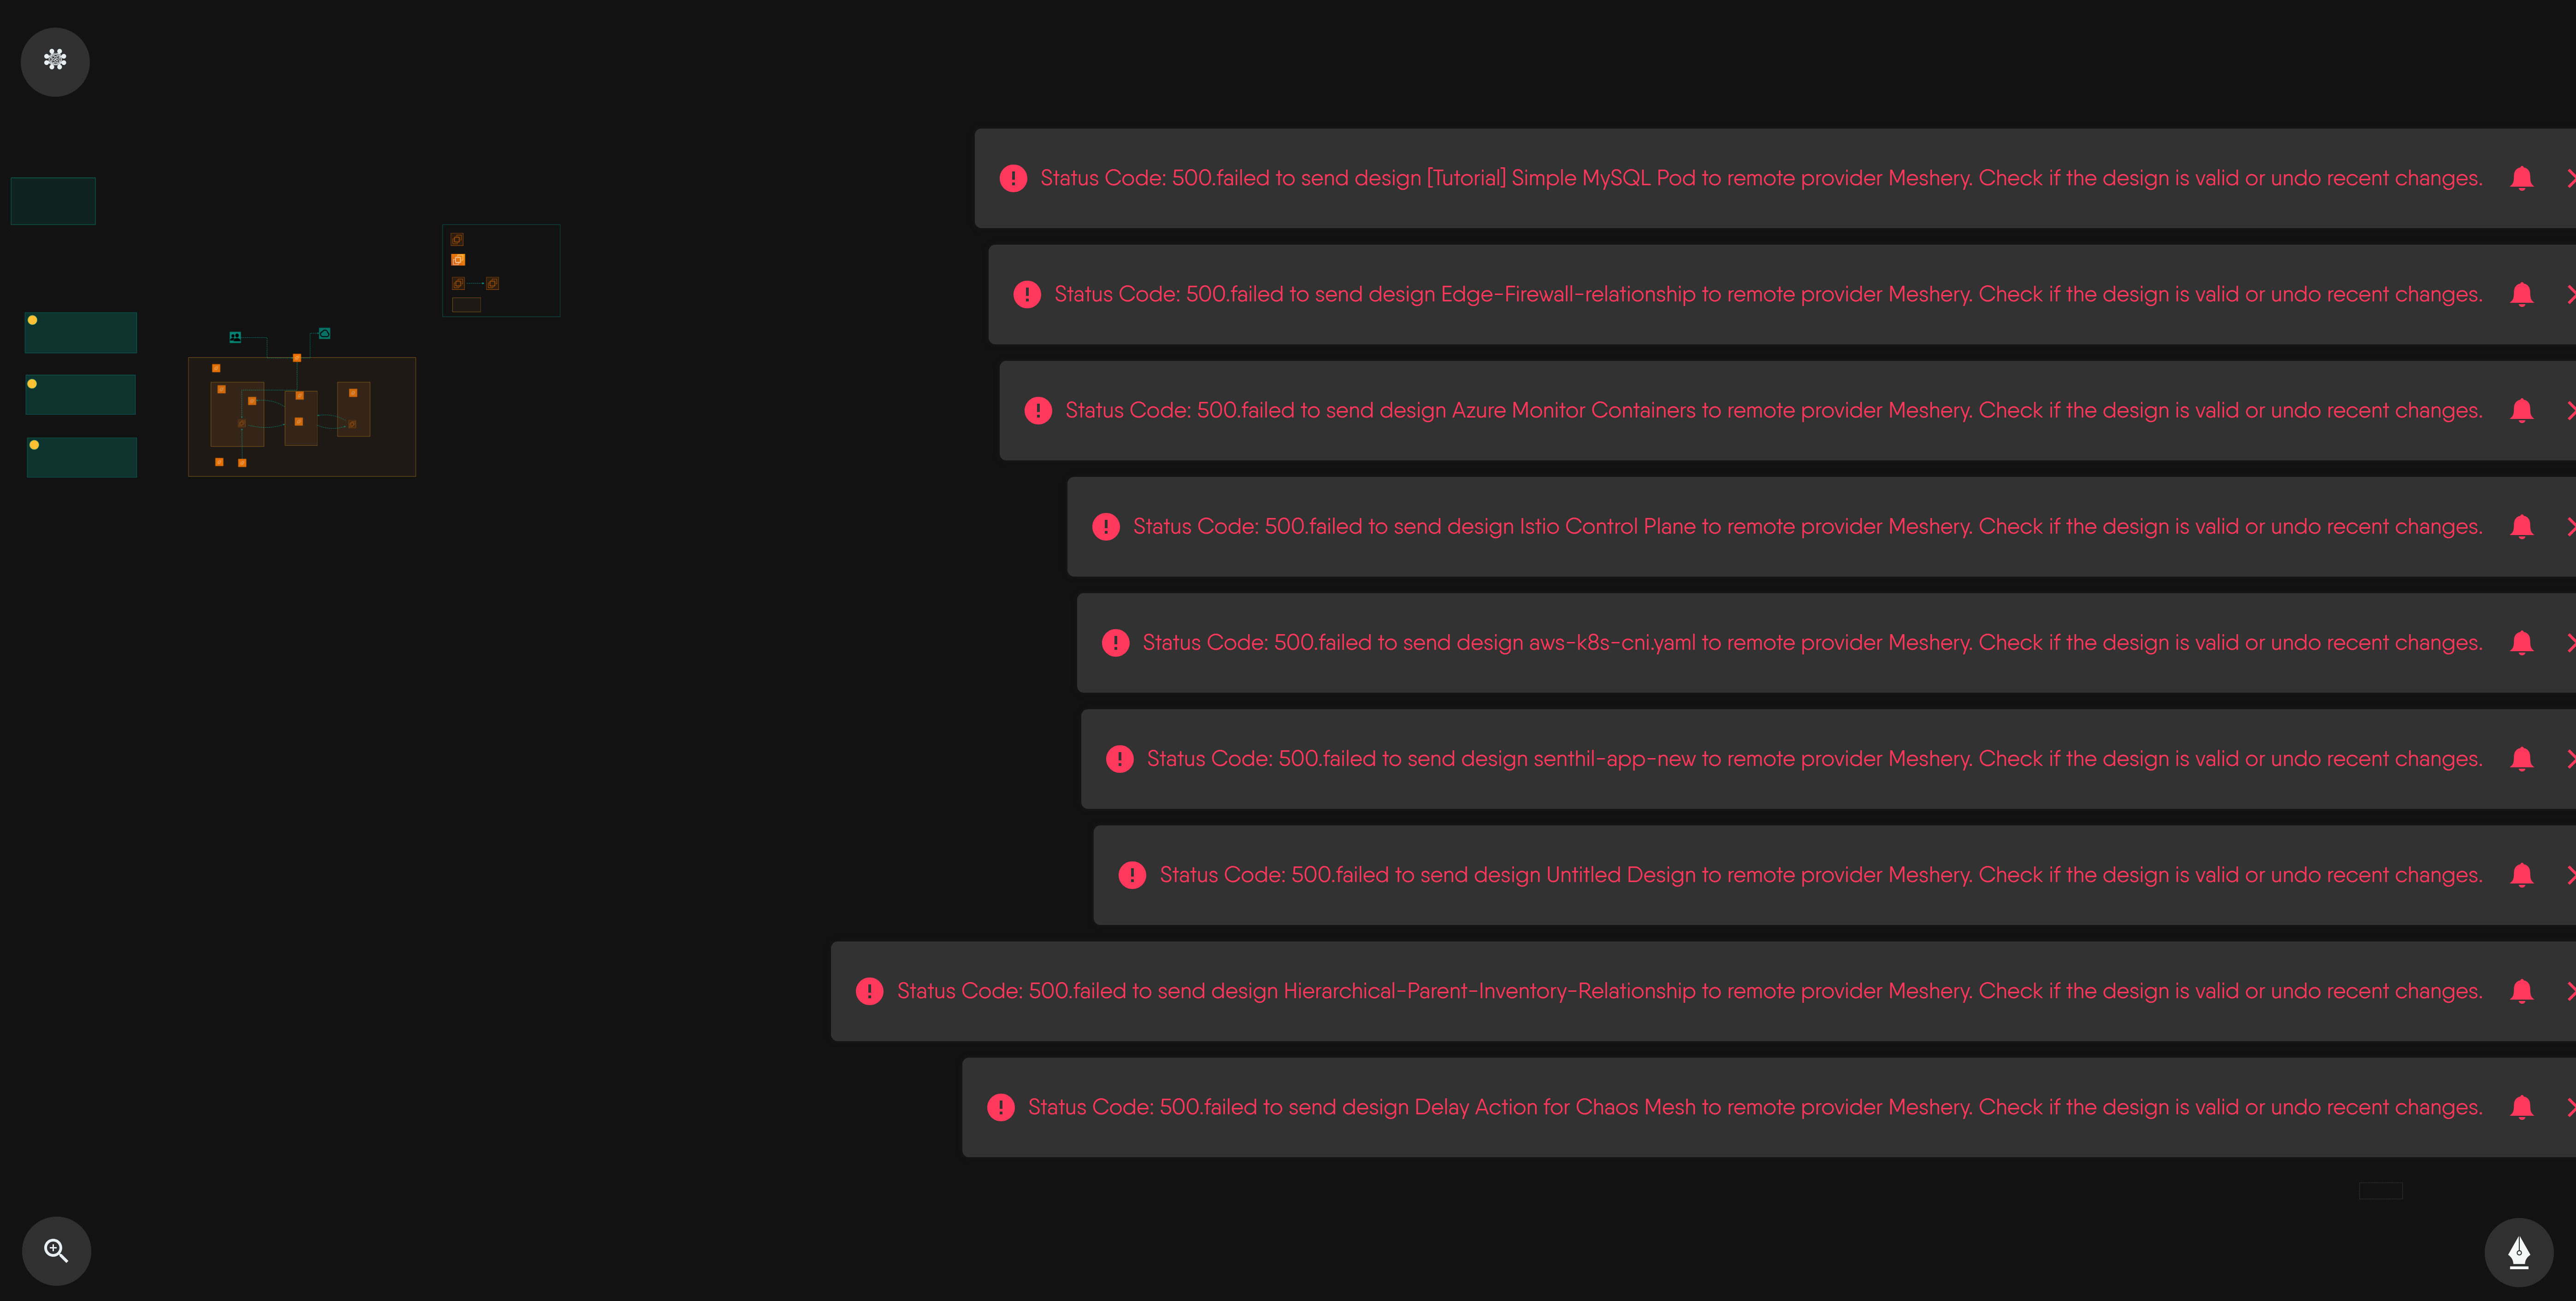 Status Code: 500.failed to send design [Tutorial] Simple MySQL Pod to remote provider Meshery. Check if the design is valid or undo recent changes.
Status Code: 500.failed to send design Edge-Firewall-relationship to remote provider Meshery. Check if the design is valid or undo recent changes.
Status Code: 500.failed to send design Azure Monitor Containers to remote provider Meshery. Check if the design is valid or undo recent changes.
Status Code: 500.failed to send design Istio Control Plane to remote provider Meshery. Check if the design is valid or undo recent changes.
Status Code: 500.failed to send design aws-k8s-cni.yaml to remote provider Meshery. Check if the design is valid or undo recent changes.
Status Code: 500.failed to send design senthil-app-new to remote provider Meshery. Check if the design is valid or undo recent changes.
Status Code: 500.failed to send design Untitled Design to remote provider Meshery. Check if the design is valid or undo recent changes.
Status Code: 500.failed to send design Hierarchical-Parent-Inventory-Relationship to remote provider Meshery. Check if the design is valid or undo recent changes.
Status Code: 500.failed to send design Delay Action for Chaos Mesh to remote provider Meshery. Check if the design is valid or undo recent changes.